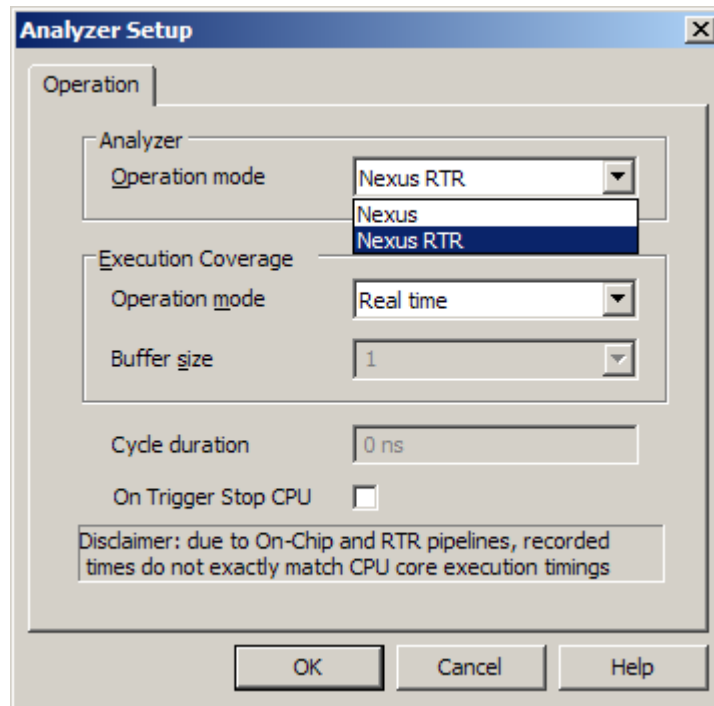 Analyzer Setup
Operation
Analyzer
Operation mode
Nexus RTR
Nexus
Nexus RTR
Execution Coverage
Operation mode
Real time
Buffer size
1
Cycle duration
0 ns
On Trigger Stop CPU
Disclaimer: due to On-Chip and RTR pipelines, recorded
times do not exactly match CPU core execution timings
OK
Cancel
Help